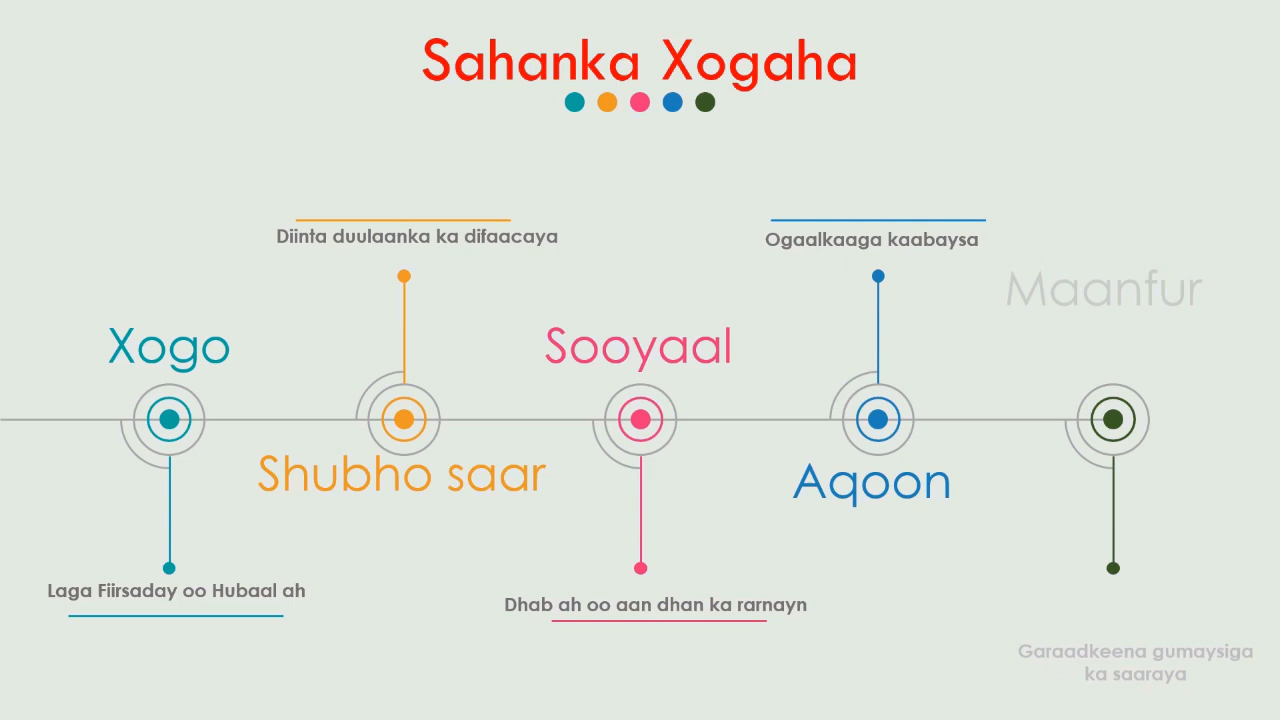 Sahanka Xogaha
Xogo
Laga Fiirsaday oo Hubaal ah
Diinta duulaanka ka difaacaya
Shubho saar
Sooyaal
Dhab ah oo aan dhan ka rarnayn
Ogaalkaaga kaabaysa
Aqoon
Maanfur
Garaadkeena gumaysiga
ka saaraya